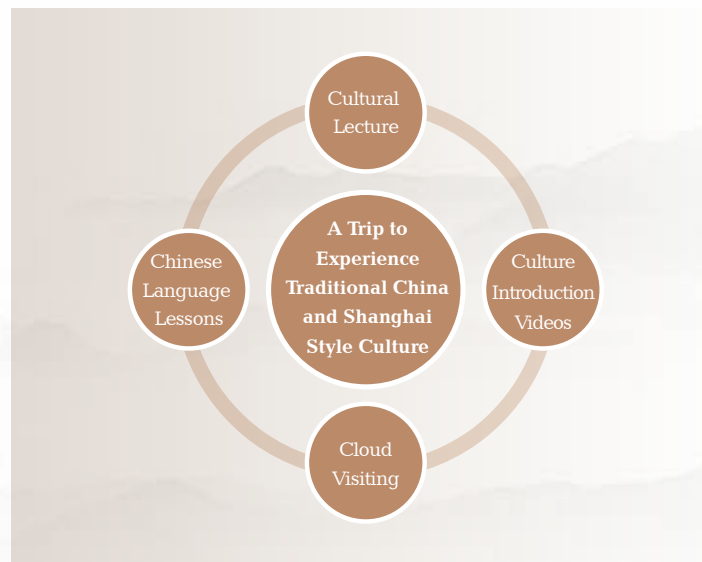 Cultural
Lecture
A Trip to
Experience
Traditional China
and Shanghai
Style Culture
Chinese
Language
Lessons
Culture
Introduction
Videos
Cloud
Visiting